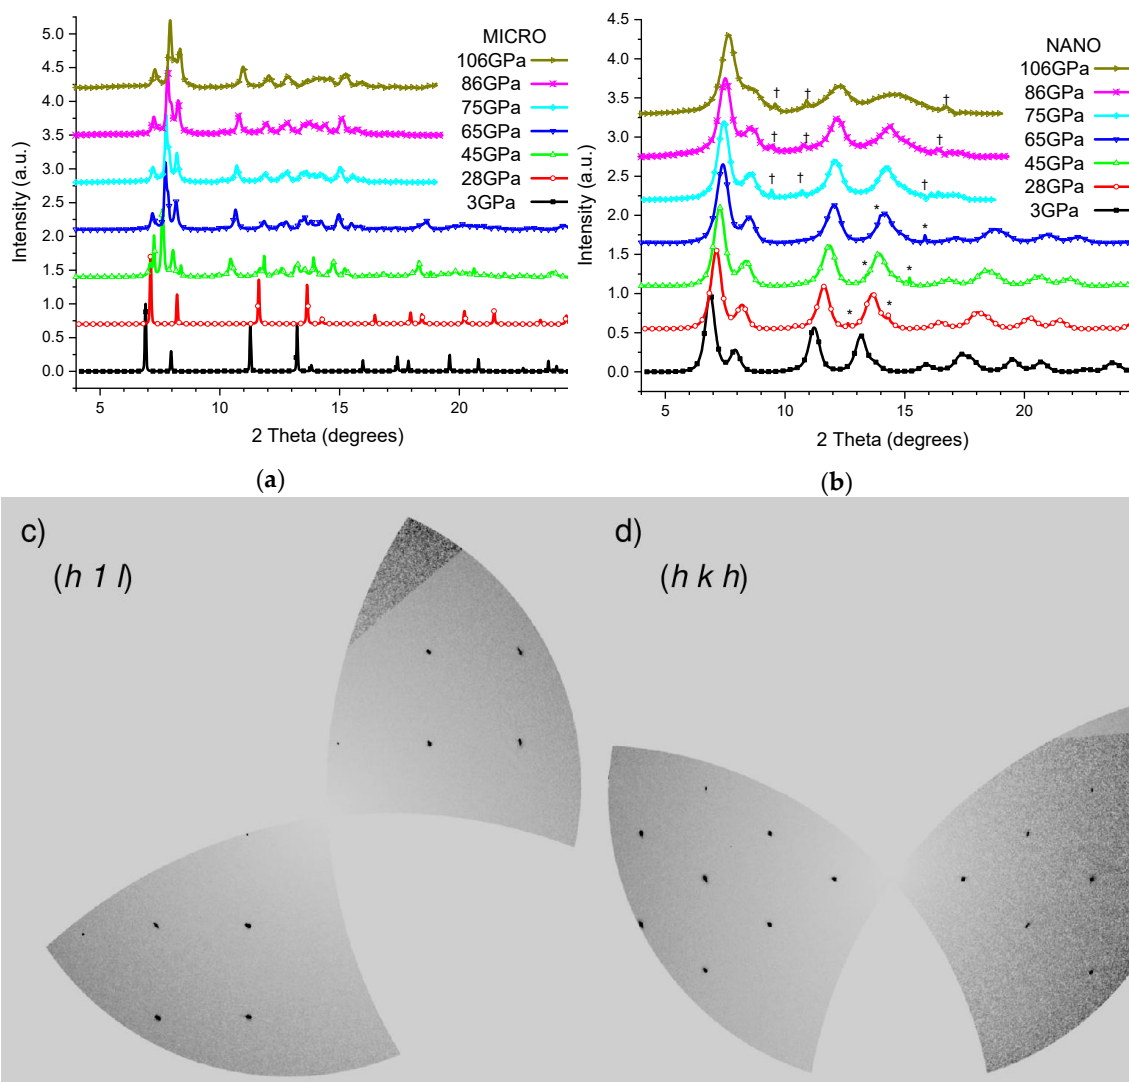 MICRO
106GPa
86GPa
75GPa
65GPa
45GPa
28GPa
3GPa
5.0
4.5
4.0
3.5
3.0
2.5
2.0
1.5
1.0
0.5
0.0
Intensity (a.u.)
5 10 15 20
2 Theta (degrees)
(a)
NANO
106GPa
86GPa
75GPa
65GPa
45GPa
28GPa
3GPa
4.5
4.0
3.5
3.0
2.5
2.0
1.5
1.0
0.5
0.0
Intensity (a.u.)
† † †
† † †
† † †
* *
* *
* *
5 10 15 20
2 Theta (degrees)
(b)
c)
(h 1 l)
d)
(h k h)